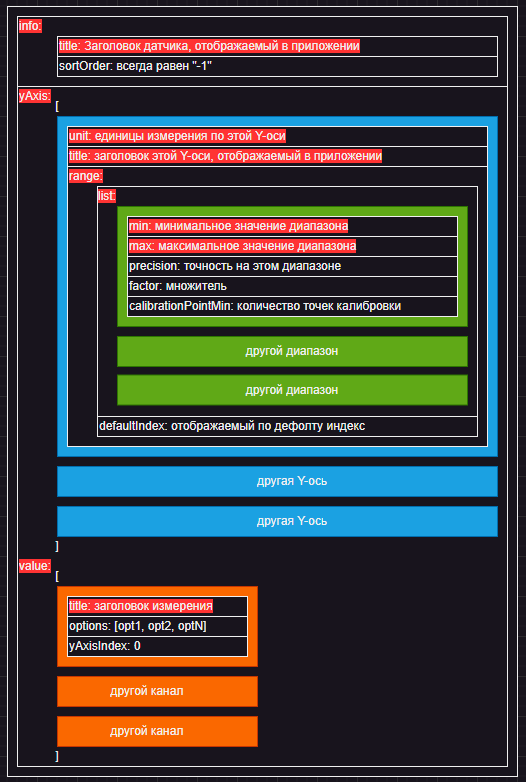 info:
title: Заголовок датчика, отображаемый в приложении
sortOrder: всегда равен "-1"
yAxis:
[
unit: единицы измерения по этой Y-оси
title: заголовок этой Y-оси, отображаемый в приложении
range:
list:
min: минимальное значение диапазона
max: максимальное значение диапазона
precision: точность на этом диапазоне
factor: множитель
calibrationPointMin: количество точек калибровки
другой диапазон
другой диапазон
defaultIndex: отображаемый по дефолту индекс
другая Y-ось
другая Y-ось
]
value:
[
title: заголовок измерения
options: [opt1, opt2, optN]
yAxisIndex: 0
другой канал
другой канал
]